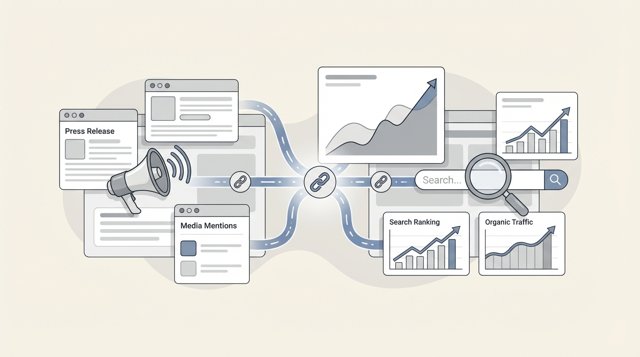 Press Release
Media Mentions
Search...
Search Ranking
Organic Traffic